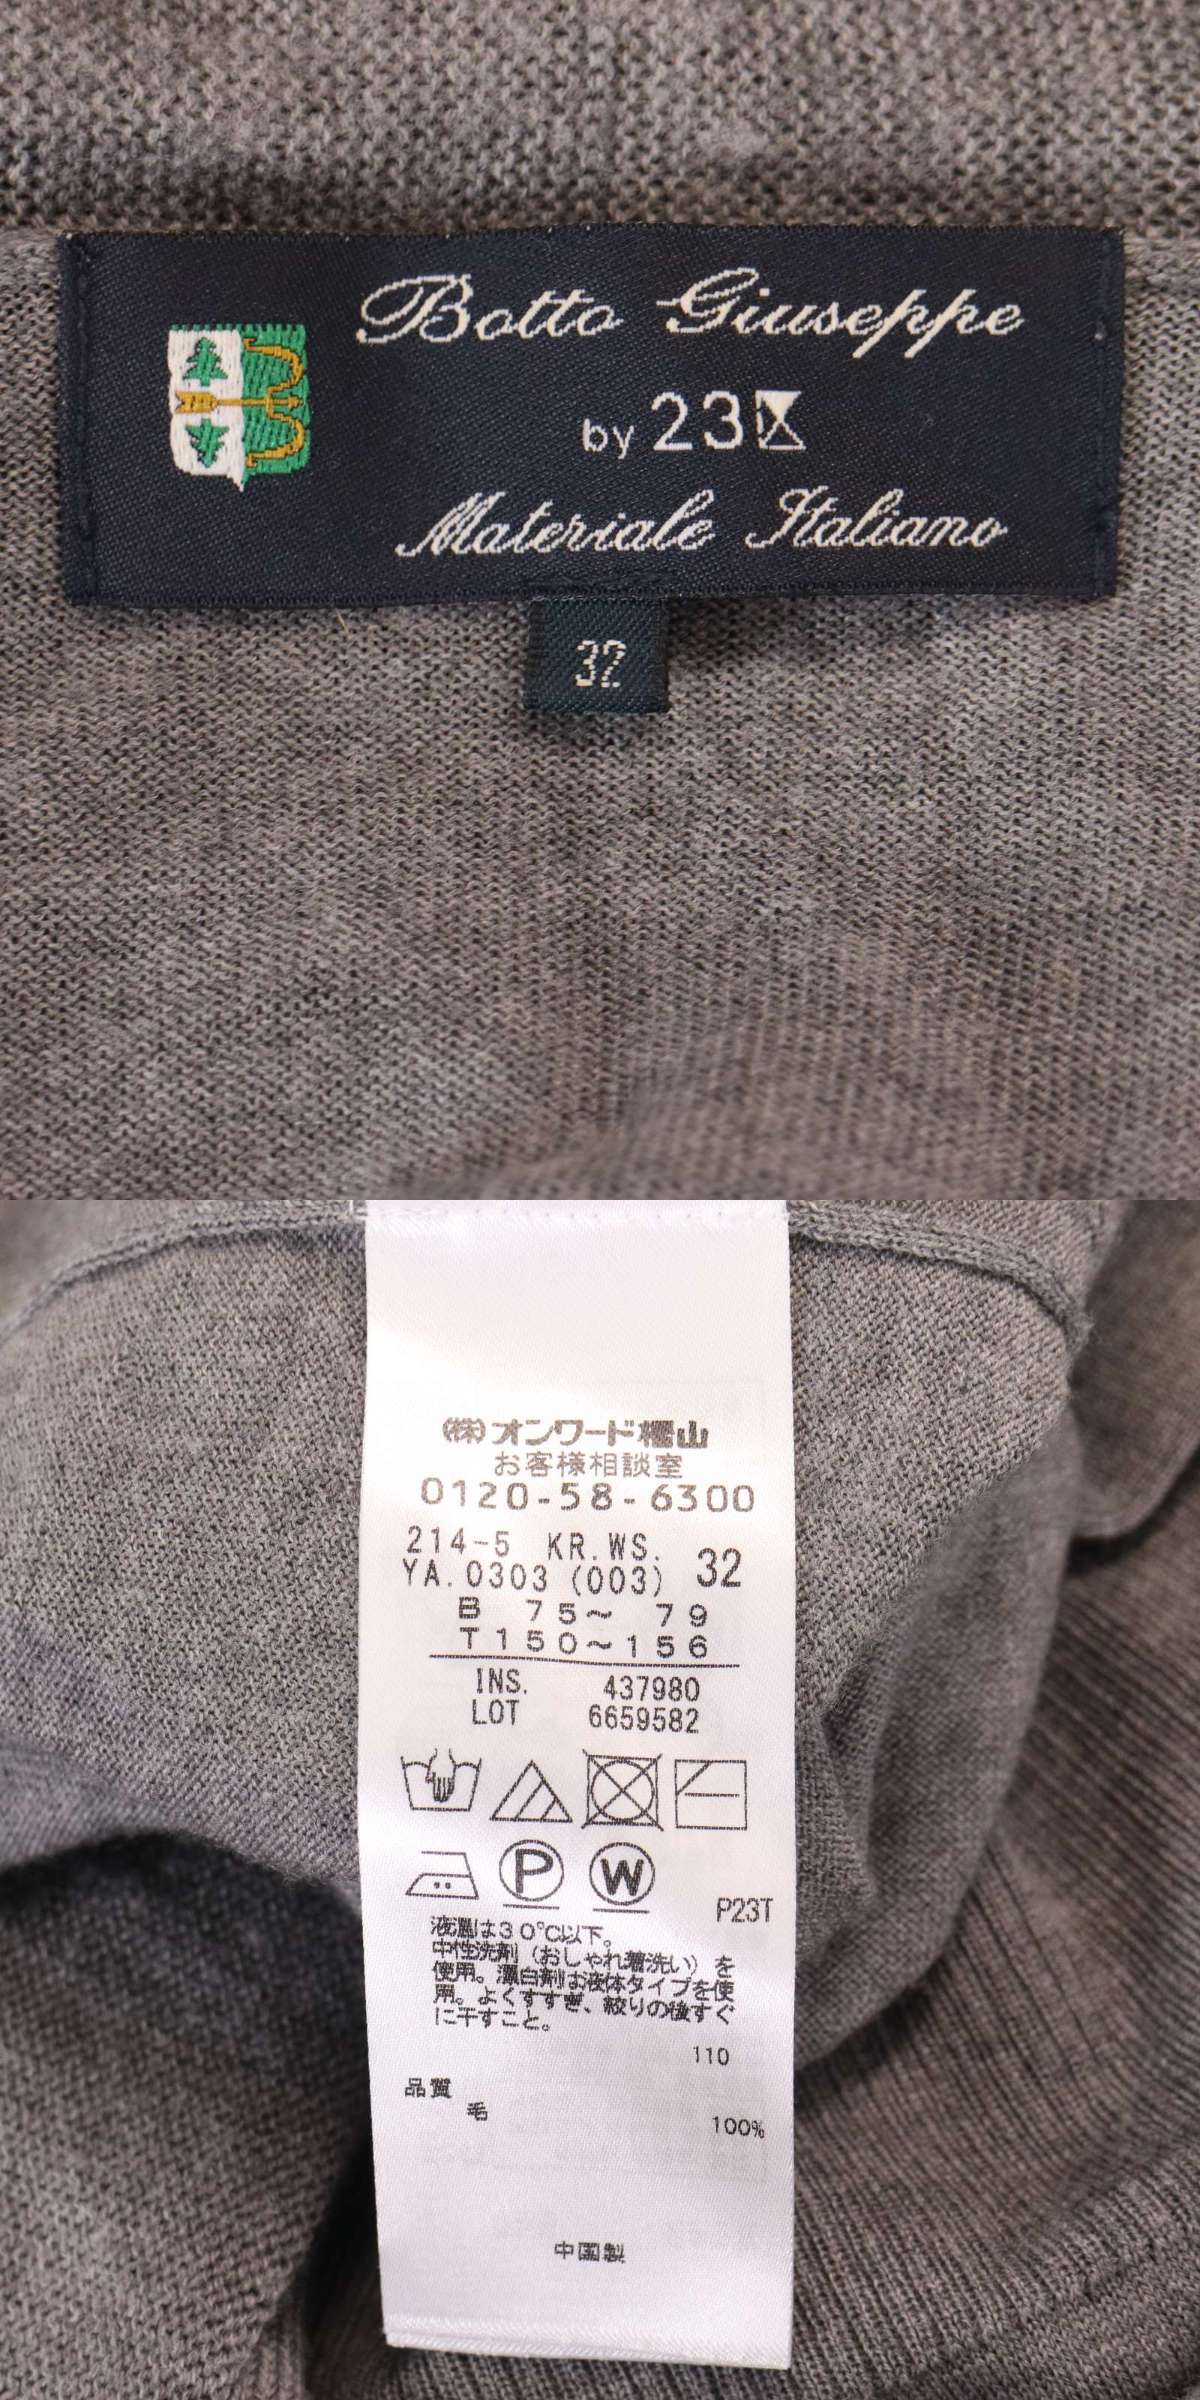 Botto Giuseppe
by 23区
Materiale Italiano
32
(株)オンワード樫山
お客様相談室
0120-58-6300
214-5 KR.WS. 32
YA.0303 (003)
B 75~ 79
T150~156
INS. 437980
LOT 6659582
P W
P23T
液温は30℃以下。
中性洗剤(おしゃれ着洗い)を
使用。漂白剤は液体タイプを使
用。よくすすぎ、絞りの後すぐ
に干すこと。
110
品質
毛 100%
中国製